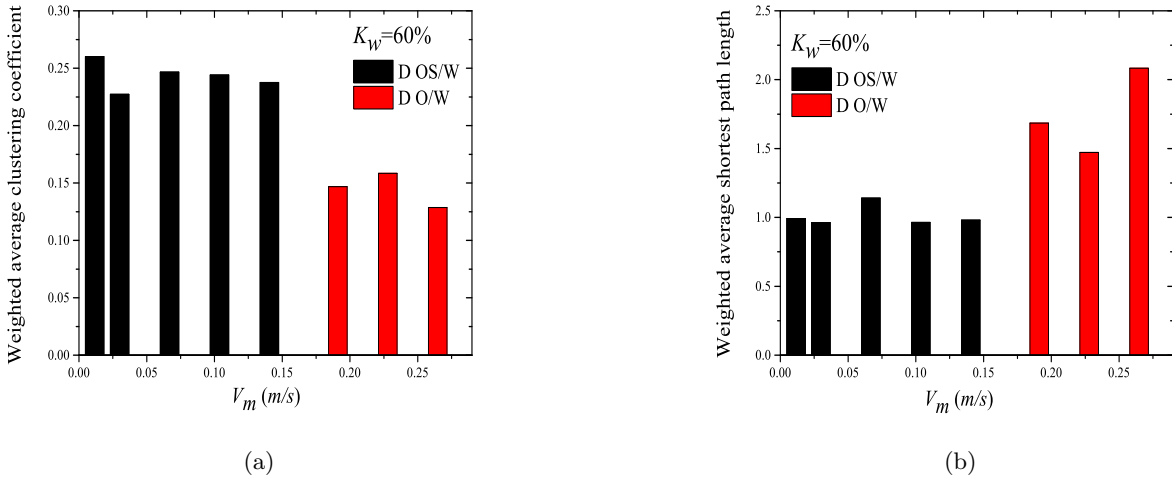 Weighted average clustering coefficient
0.30
0.25
0.20
0.15
0.10
0.05
0.00
K_w=60%
D OS/W
D O/W
0.00 0.05 0.10 0.15 0.20 0.25
V_m (m/s)
(a)
Weighted average shortest path length
2.5
2.0
1.5
1.0
0.5
0.0
K_w=60%
D OS/W
D O/W
0.00 0.05 0.10 0.15 0.20 0.25
V_m (m/s)
(b)